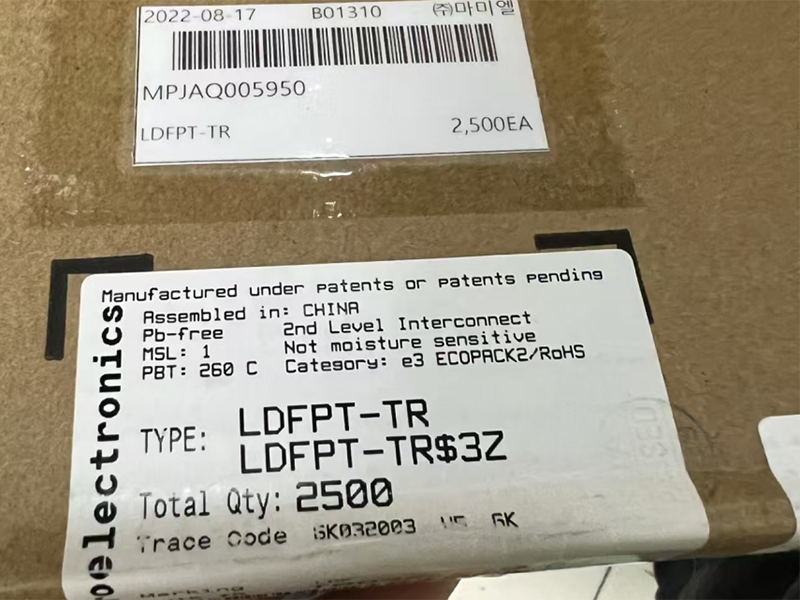 2022-08-17 B01310 ㈜마미엘
MPJAQ005950
LDFPT-TR 2,500EA
Manufactured under patents or patents pending
Assembled in: CHINA
Pb-free 2nd Level Interconnect
MSL: 1 Not moisture sensitive
PBT: 260 C Category: e3 ECOPACK2/RoHS
TYPE: LDFPT-TR
LDFPT-TR$3Z
Total Qty: 2500
Trace Code GK032003 GK
oelectronics
Marking